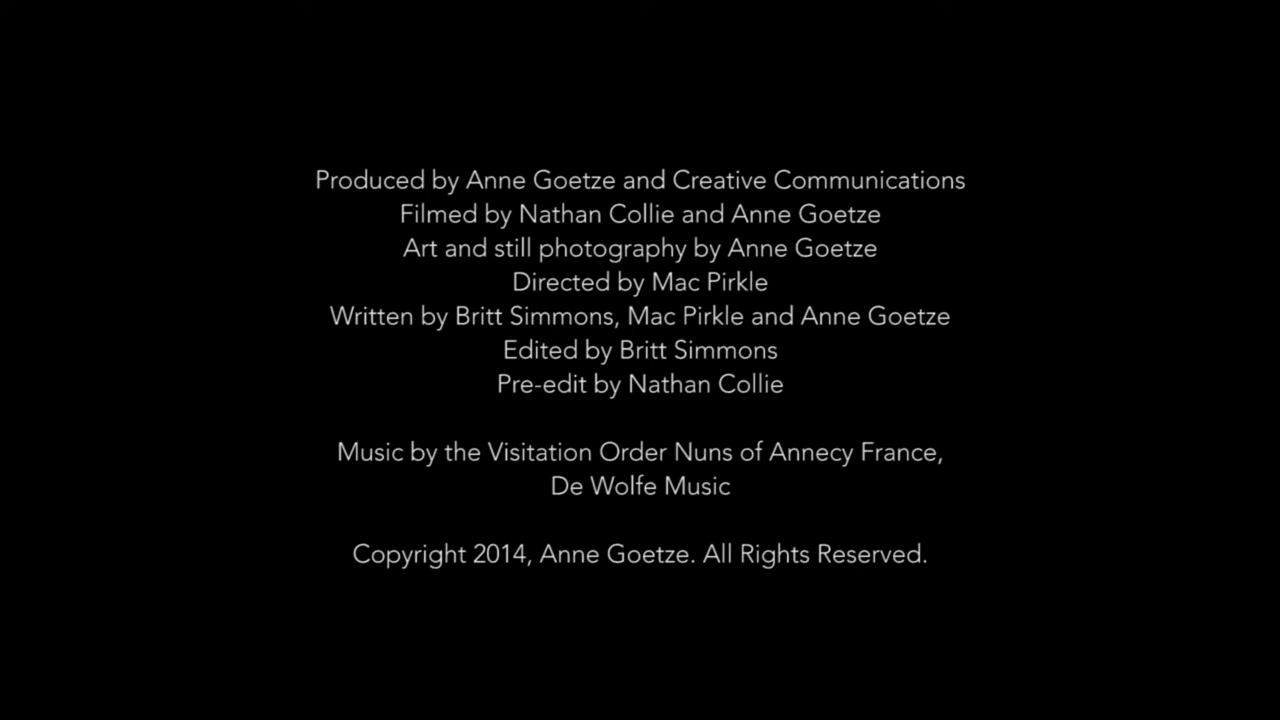 Produced by Anne Goetze and Creative Communications
Filmed by Nathan Collie and Anne Goetze
Art and still photography by Anne Goetze
Directed by Mac Pirkle
Written by Britt Simmons, Mac Pirkle and Anne Goetze
Edited by Britt Simmons
Pre-edit by Nathan Collie
Music by the Visitation Order Nuns of Annecy France,
De Wolfe Music
Copyright 2014, Anne Goetze. All Rights Reserved.